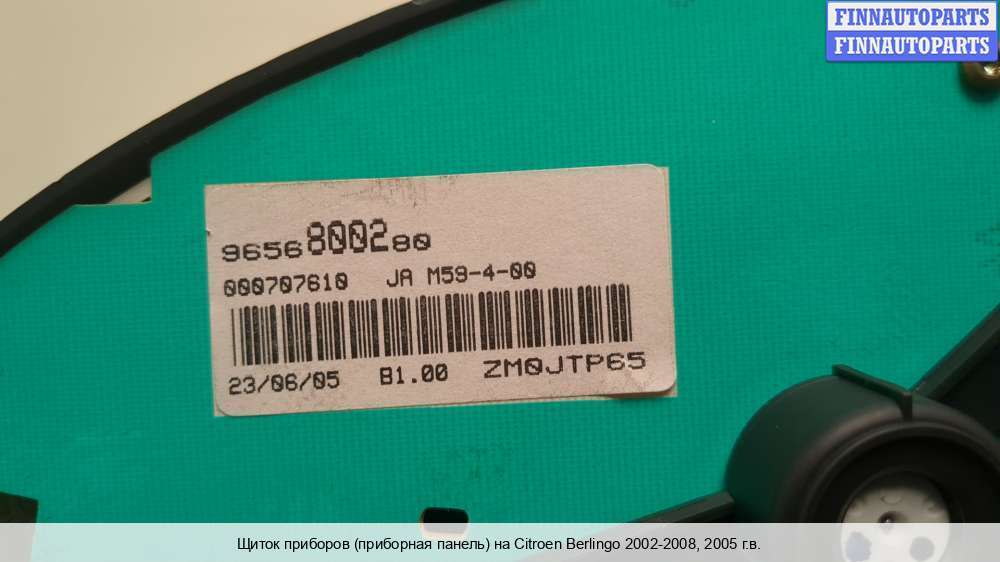 FINNAUTOPARTS
FINNAUTOPARTS
9656800280
000707610 JA M59-4-00
23/06/05 B1.00 ZM0JTP65
Щиток приборов (приборная панель) на Citroen Berlingo 2002-2008, 2005 г.в.